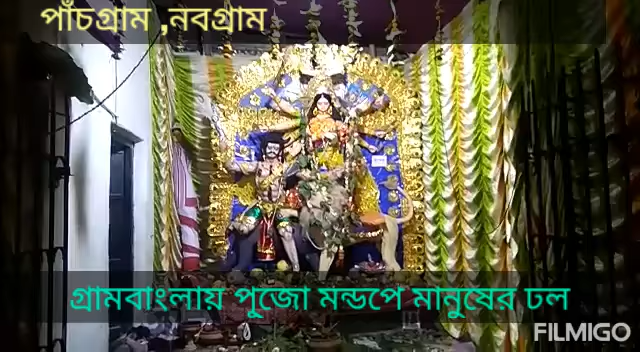 পাঁচগ্রাম ,নবগ্রাম
গ্রামবাংলায় পুজো মন্ডপে মানুষের ঢল
FILMIGO